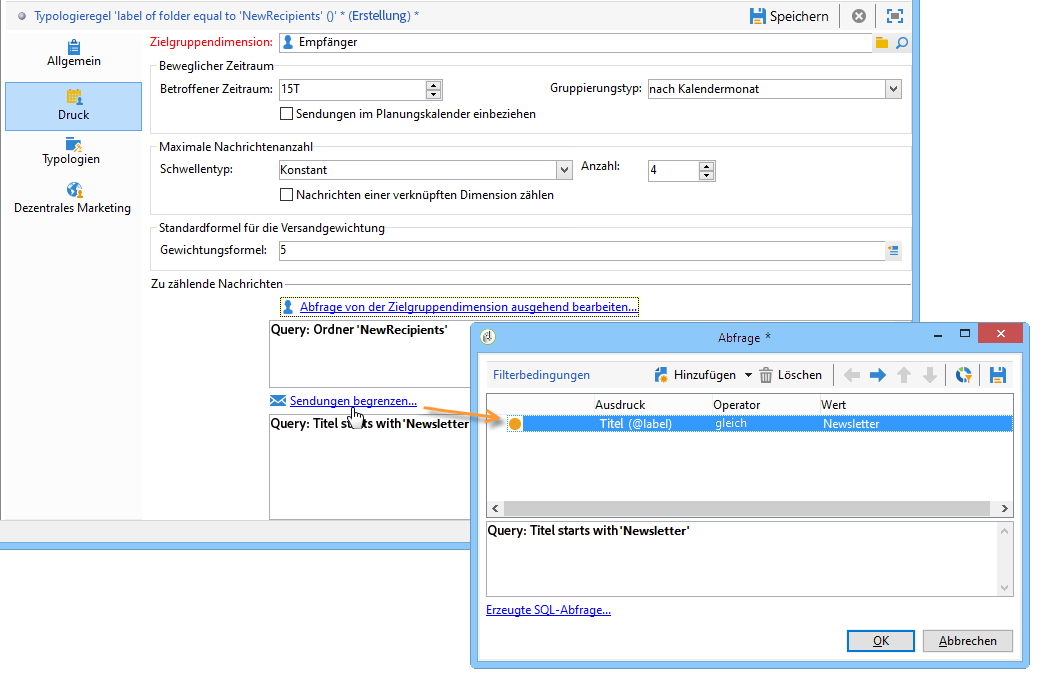 Typologieregel 'label of folder equal to 'NewRecipients' ()' * (Erstellung) *
Speichern
Allgemein
Druck
Typologien
Dezentrales Marketing
Zielgruppendimension: Empfänger
Beweglicher Zeitraum
Betroffener Zeitraum: 15T
Gruppierungstyp: nach Kalendermonat
Sendungen im Planungskalender einbeziehen
Maximale Nachrichtenanzahl
Schwellentyp: Konstant
Anzahl: 4
Nachrichten einer verknüpften Dimension zählen
Standardformel für die Versandgewichtung
Gewichtungsformel: 5
Zu zählende Nachrichten
Abfrage von der Zielgruppendimension ausgehend bearbeiten...
Query: Ordner 'NewRecipients'
Sendungen begrenzen...
Query: Titel starts with 'Newsletter
Abfrage *
Filterbedingungen
Hinzufügen
Löschen
Ausdruck Operator Wert
Titel (@label) gleich Newsletter
Query: Titel starts with 'Newsletter'
Erzeugte SQL-Abfrage...
OK
Abbrechen